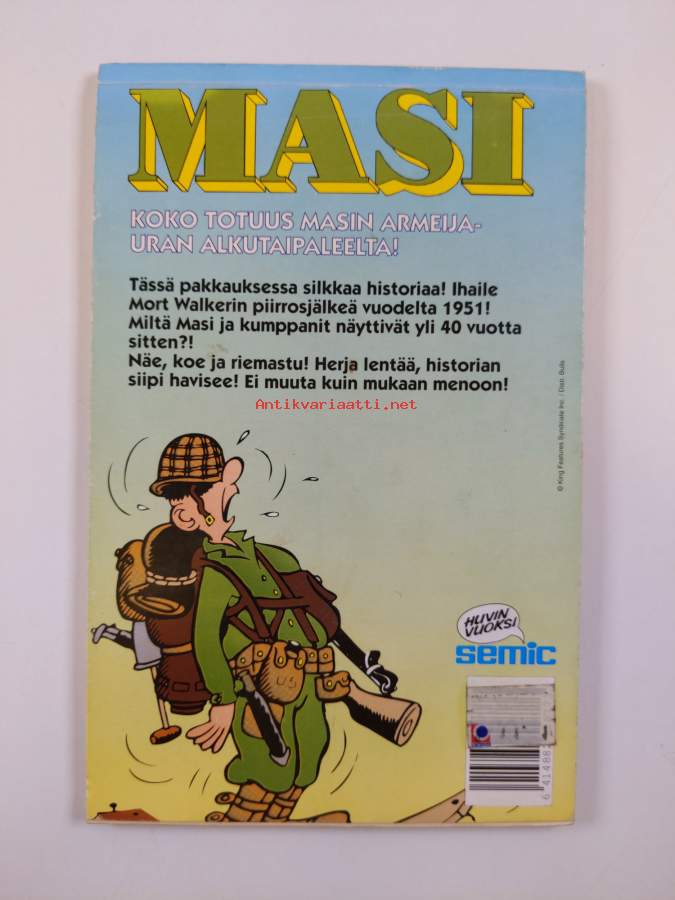 MASI
KOKO TOTUUS MASIN ARMEIJA-
URAN ALKUTAIPALEELTA!
Tässä pakkauksessa silkkaa historiaa! Ihaile
Mort Walkerin piirrosjälkeä vuodelta 1951!
Miltä Masi ja kumppanit näyttivät yli 40 vuotta
sitten?!
Näe, koe ja riemastu! Herja lentää, historian
siipi havisee! Ei muuta kuin mukaan menoon!
Antikvariaatti.net
© King Features Syndicate Inc. / Distr. Bulls
HUVIN
VUOKSI
semic
6 41488